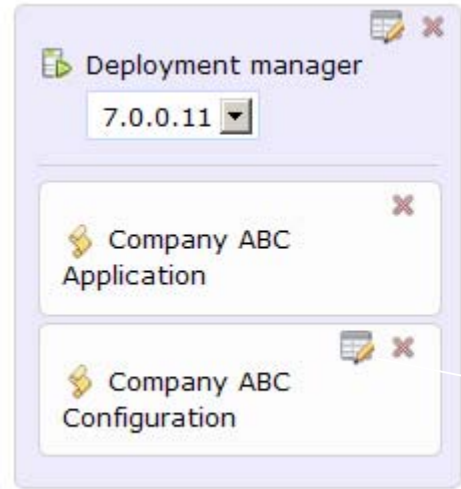 Deployment manager
7.0.0.11
Company ABC
Application
Company ABC
Configuration